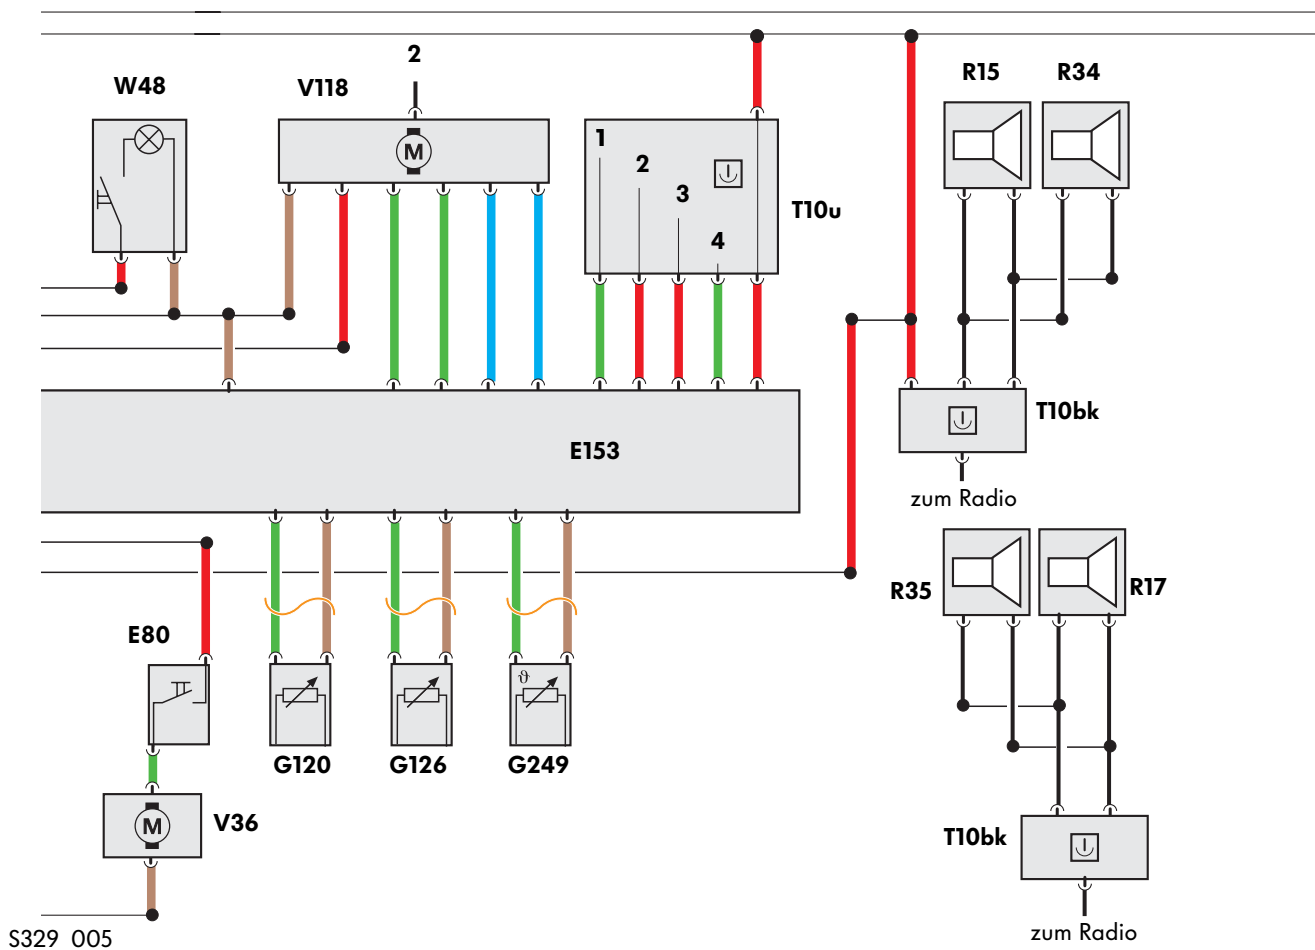 2
W48
V118
R15
R34
M
1
2
3
4
T10u
T10bk
E153
zum Radio
R35
R17
E80
ϑ
G120
G126
G249
M
V36
T10bk
zum Radio
S329_005